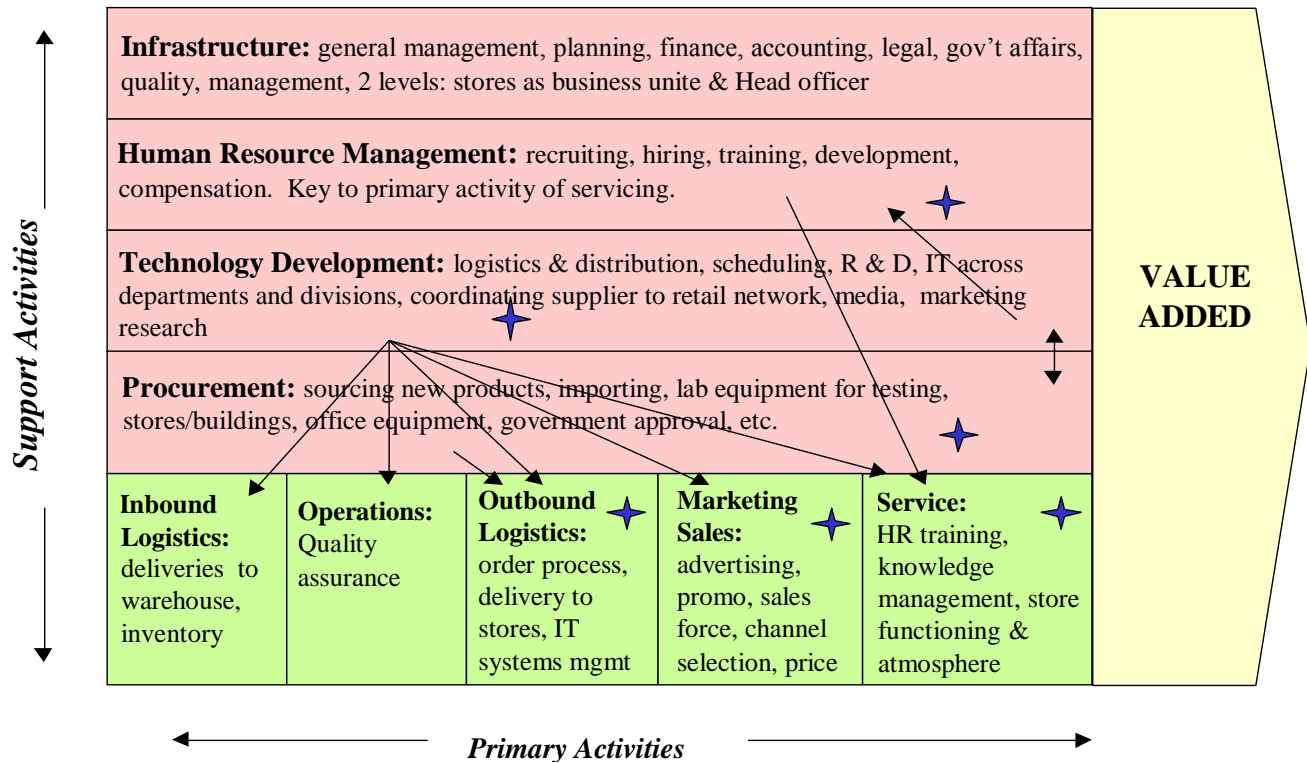 Infrastructure: general management, planning, finance, accounting, legal, gov't affairs,
quality, management, 2 levels: stores as business unite & Head officer
Human Resource Management: recruiting, hiring, training, development,
compensation.  Key to primary activity of servicing.
Technology Development: logistics & distribution, scheduling, R & D, IT across
departments and divisions, coordinating supplier to retail network, media,  marketing
research
Procurement: sourcing new products, importing, lab equipment for testing,
stores/buildings, office equipment, government approval, etc.
Support Activities
VALUE
ADDED
Inbound
Logistics:
deliveries  to
warehouse,
inventory
Operations:
Quality
assurance
Outbound
Logistics:
order process,
delivery to
stores, IT
systems mgmt
Marketing
Sales:
advertising,
promo, sales
force, channel
selection, price
Service:
HR training,
knowledge
management, store
functioning &
atmosphere
Primary Activities